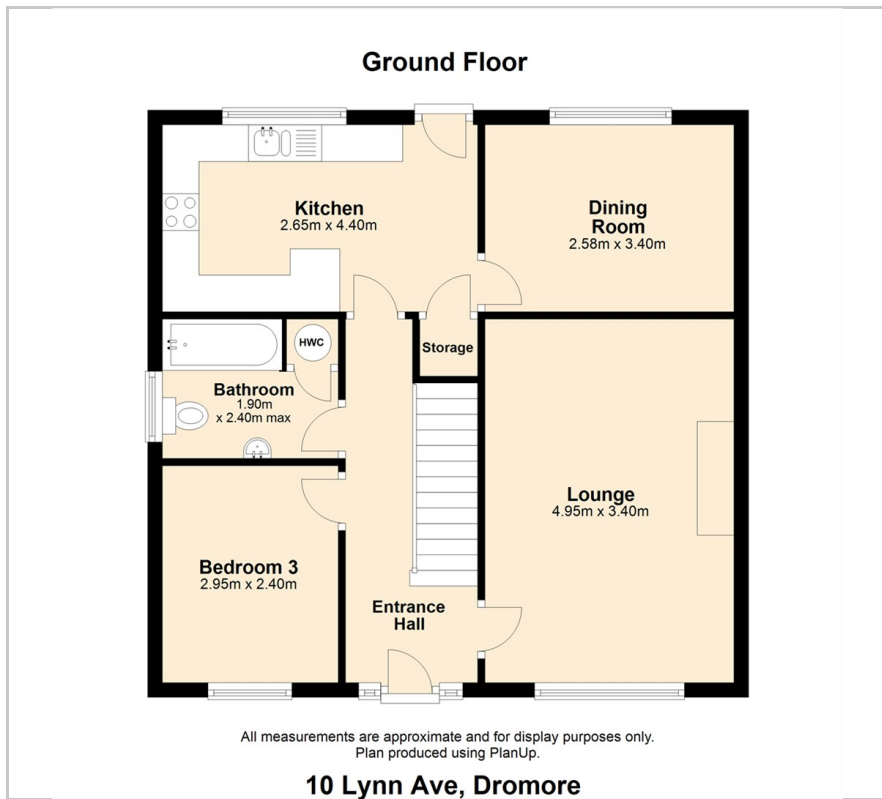 Ground Floor
Kitchen
2.65m x 4.40m
Dining
Room
2.58m x 3.40m
HWC
Storage
Bathroom
1.90m
x 2.40m max
Lounge
4.95m x 3.40m
Bedroom 3
2.95m x 2.40m
Entrance
Hall
All measurements are approximate and for display purposes only.
Plan produced using PlanUp.
10 Lynn Ave, Dromore